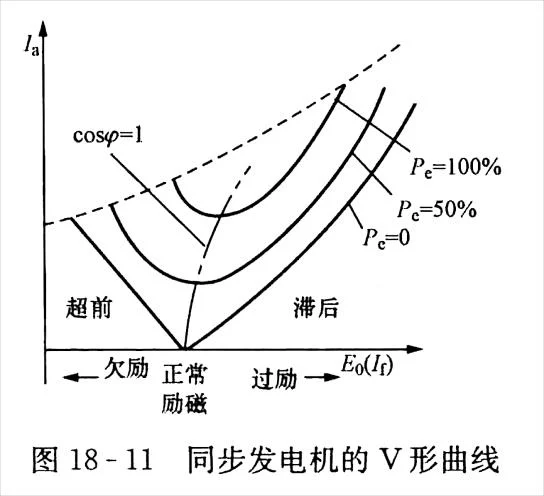 Iₐ
cosφ=1
Pₑ=100%
Pₑ=50%
Pₑ=0
超前
滞后
E₀(I_f)
欠励 正常 过励
励磁
图 18-11 同步发电机的 V 形曲线